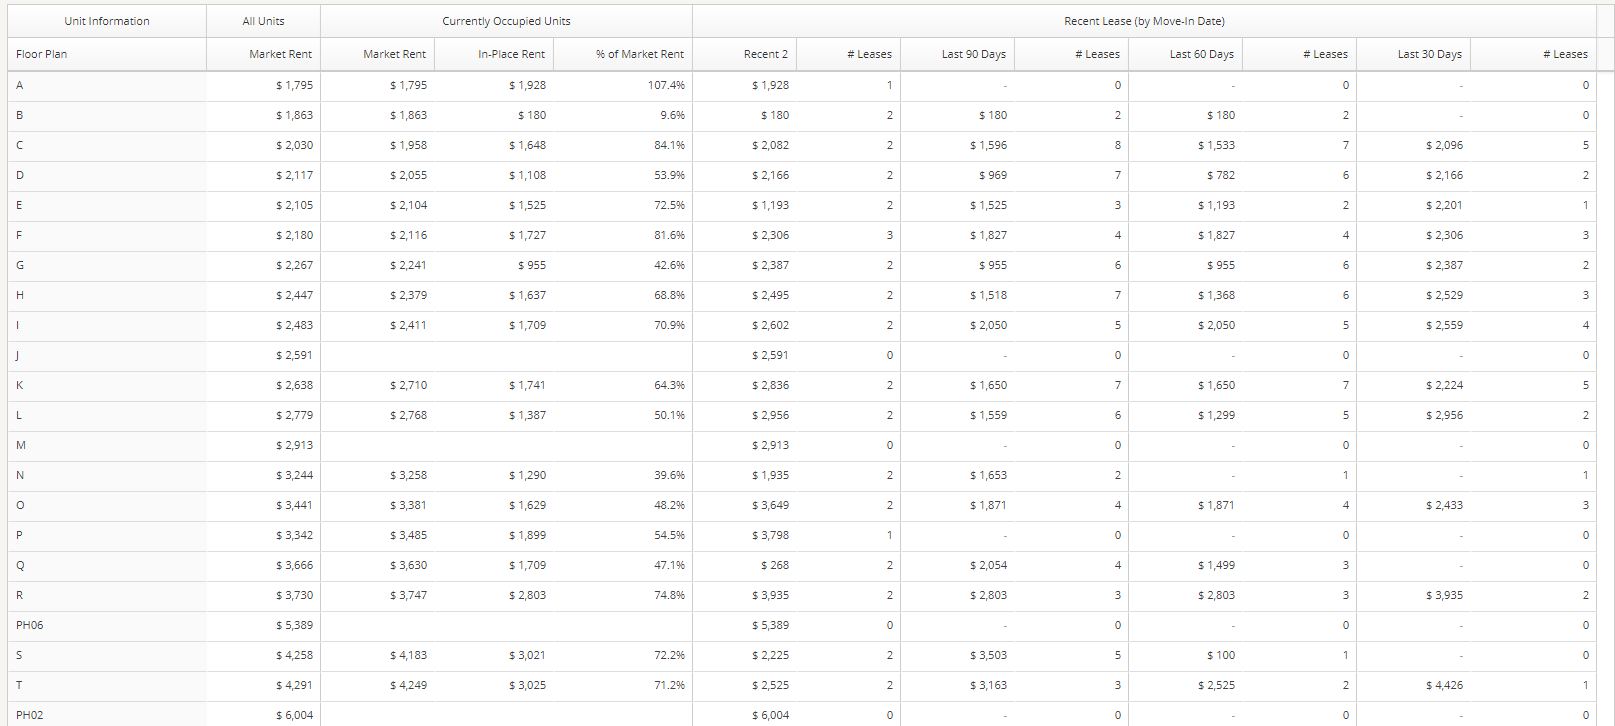 Unit Information All Units Currently Occupied Units Recent Lease (by Move-In Date)
Floor Plan Market Rent Market Rent In-Place Rent % of Market Rent Recent 2 # Leases Last 90 Days # Leases Last 60 Days # Leases Last 30 Days # Leases
A $ 1,795 $ 1,795 $ 1,928 107.4% $ 1,928 1 - 0 - 0 - 0
B $ 1,863 $ 1,863 $ 180 9.6% $ 180 2 $ 180 2 $ 180 2 - 0
C $ 2,030 $ 1,958 $ 1,648 84.1% $ 2,082 2 $ 1,596 8 $ 1,533 7 $ 2,096 5
D $ 2,117 $ 2,055 $ 1,108 53.9% $ 2,166 2 $ 969 7 $ 782 6 $ 2,166 2
E $ 2,105 $ 2,104 $ 1,525 72.5% $ 1,193 2 $ 1,525 3 $ 1,193 2 $ 2,201 1
F $ 2,180 $ 2,116 $ 1,727 81.6% $ 2,306 3 $ 1,827 4 $ 1,827 4 $ 2,306 3
G $ 2,267 $ 2,241 $ 955 42.6% $ 2,387 2 $ 955 6 $ 955 6 $ 2,387 2
H $ 2,447 $ 2,379 $ 1,637 68.8% $ 2,495 2 $ 1,518 7 $ 1,368 6 $ 2,529 3
I $ 2,483 $ 2,411 $ 1,709 70.9% $ 2,602 2 $ 2,050 5 $ 2,050 5 $ 2,559 4
J $ 2,591 $ 2,591 0 - 0 - 0 - 0
K $ 2,638 $ 2,710 $ 1,741 64.3% $ 2,836 2 $ 1,650 7 $ 1,650 7 $ 2,224 5
L $ 2,779 $ 2,768 $ 1,387 50.1% $ 2,956 2 $ 1,559 6 $ 1,299 5 $ 2,956 2
M $ 2,913 $ 2,913 0 - 0 - 0 - 0
N $ 3,244 $ 3,258 $ 1,290 39.6% $ 1,935 2 $ 1,653 2 - 1 - 1
O $ 3,441 $ 3,381 $ 1,629 48.2% $ 3,649 2 $ 1,871 4 $ 1,871 4 $ 2,433 3
P $ 3,342 $ 3,485 $ 1,899 54.5% $ 3,798 1 - 0 - 0 - 0
Q $ 3,666 $ 3,630 $ 1,709 47.1% $ 268 2 $ 2,054 4 $ 1,499 3 - 0
R $ 3,730 $ 3,747 $ 2,803 74.8% $ 3,935 2 $ 2,803 3 $ 2,803 3 $ 3,935 2
PH06 $ 5,389 $ 5,389 0 - 0 - 0 - 0
S $ 4,258 $ 4,183 $ 3,021 72.2% $ 2,225 2 $ 3,503 5 $ 100 1 - 0
T $ 4,291 $ 4,249 $ 3,025 71.2% $ 2,525 2 $ 3,163 3 $ 2,525 2 $ 4,426 1
PH02 $ 6,004 $ 6,004 0 - 0 - 0 - 0